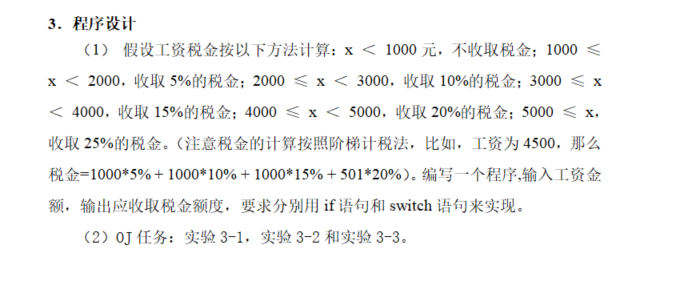 3．程序设计
（1） 假设工资税金按以下方法计算：x ＜ 1000 元，不收取税金；1000 ≤
x ＜ 2000，收取 5%的税金；2000 ≤ x ＜ 3000，收取 10%的税金；3000 ≤ x
＜ 4000，收取 15%的税金；4000 ≤ x ＜ 5000，收取 20%的税金；5000 ≤ x，
收取 25%的税金。（注意税金的计算按照阶梯计税法，比如，工资为 4500，那么
税金=1000*5%＋1000*10%＋1000*15%＋501*20%）。编写一个程序,输入工资金
额，输出应收取税金额度，要求分别用 if 语句和 switch 语句来实现。
（2）OJ 任务：实验 3-1，实验 3-2 和实验 3-3。